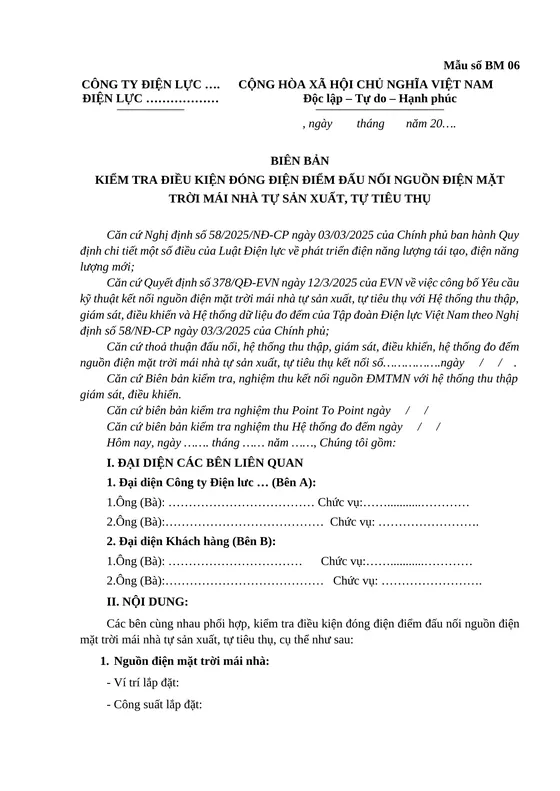 Mẫu số BM 06
CÔNG TY ĐIỆN LỰC …. CỘNG HÒA XÃ HỘI CHỦ NGHĨA VIỆT NAM
ĐIỆN LỰC ……………… Độc lập – Tự do – Hạnh phúc
, ngày tháng năm 20….
BIÊN BẢN
KIỂM TRA ĐIỀU KIỆN ĐÓNG ĐIỆN ĐIỂM ĐẤU NỐI NGUỒN ĐIỆN MẶT
TRỜI MÁI NHÀ TỰ SẢN XUẤT, TỰ TIÊU THỤ
Căn cứ Nghị định số 58/2025/NĐ-CP ngày 03/03/2025 của Chính phủ ban hành Quy
định chi tiết một số điều của Luật Điện lực về phát triển điện năng lượng tái tạo, điện năng
lượng mới;
Căn cứ Quyết định số 378/QĐ-EVN ngày 12/3/2025 của EVN về việc công bố Yêu cầu
kỹ thuật kết nối nguồn điện mặt trời mái nhà tự sản xuất, tự tiêu thụ với Hệ thống thu thập,
giám sát, điều khiển và Hệ thống dữ liệu đo đếm của Tập đoàn Điện lực Việt Nam theo Nghị
định số 58/NĐ-CP ngày 03/3/2025 của Chính phủ;
Căn cứ thoả thuận đấu nối, hệ thống thu thập, giám sát, điều khiển, hệ thống đo đếm
nguồn điện mặt trời mái nhà tự sản xuất, tự tiêu thụ kết nối số……………..ngày / / .
Căn cứ Biên bản kiểm tra, nghiệm thu kết nối nguồn ĐMTMN với hệ thống thu thập
giám sát, điều khiển.
Căn cứ biên bản kiểm tra nghiệm thu Point To Point ngày / /
Căn cứ biên bản kiểm tra nghiệm thu Hệ thống đo đếm ngày / /
Hôm nay, ngày ……. tháng …… năm ……, Chúng tôi gồm:
I. ĐẠI DIỆN CÁC BÊN LIÊN QUAN
1. Đại diện Công ty Điện lưc … (Bên A):
1.Ông (Bà): ……………………………… Chức vụ:……...........…………
2.Ông (Bà):………………………………… Chức vụ: …………………….
2. Đại diện Khách hàng (Bên B):
1.Ông (Bà): …………………………… Chức vụ:……...........…………
2.Ông (Bà):………………………………… Chức vụ: …………………….
II. NỘI DUNG:
Các bên cùng nhau phối hợp, kiểm tra điều kiện đóng điện điểm đấu nối nguồn điện
mặt trời mái nhà tự sản xuất, tự tiêu thụ, cụ thể như sau:
1. Nguồn điện mặt trời mái nhà:
- Ví trí lắp đặt:
- Công suất lắp đặt: